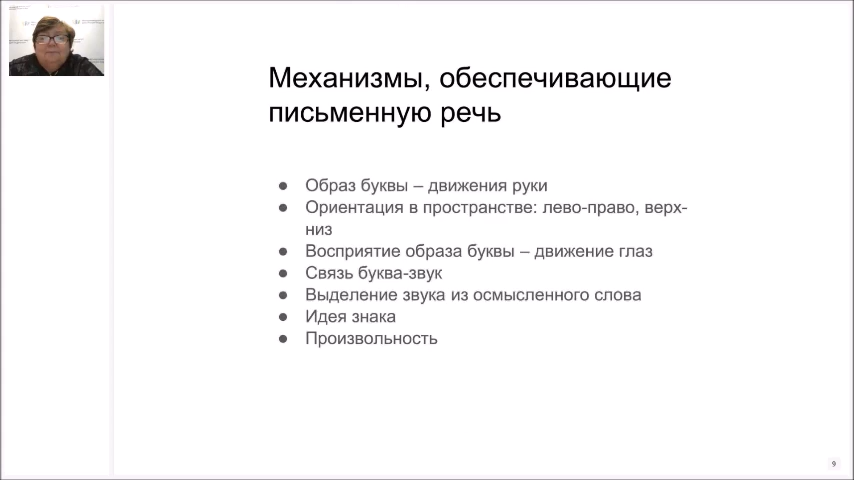 Механизмы, обеспечивающие
письменную речь
● Образ буквы – движения руки
● Ориентация в пространстве: лево-право, верх-
низ
● Восприятие образа буквы – движение глаз
● Связь буква-звук
● Выделение звука из осмысленного слова
● Идея знака
● Произвольность
9